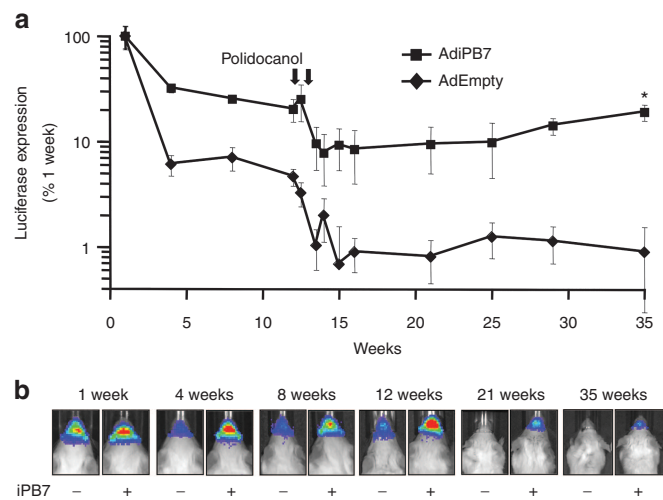 a
Luciferase expression
(% 1 week)
100
10
1
Polidocanol
AdiPB7
AdEmpty
*
0 5 10 15 20 25 30 35
Weeks
b
1 week 4 weeks 8 weeks 12 weeks 21 weeks 35 weeks
iPB7 – + – + – + – + – + – +